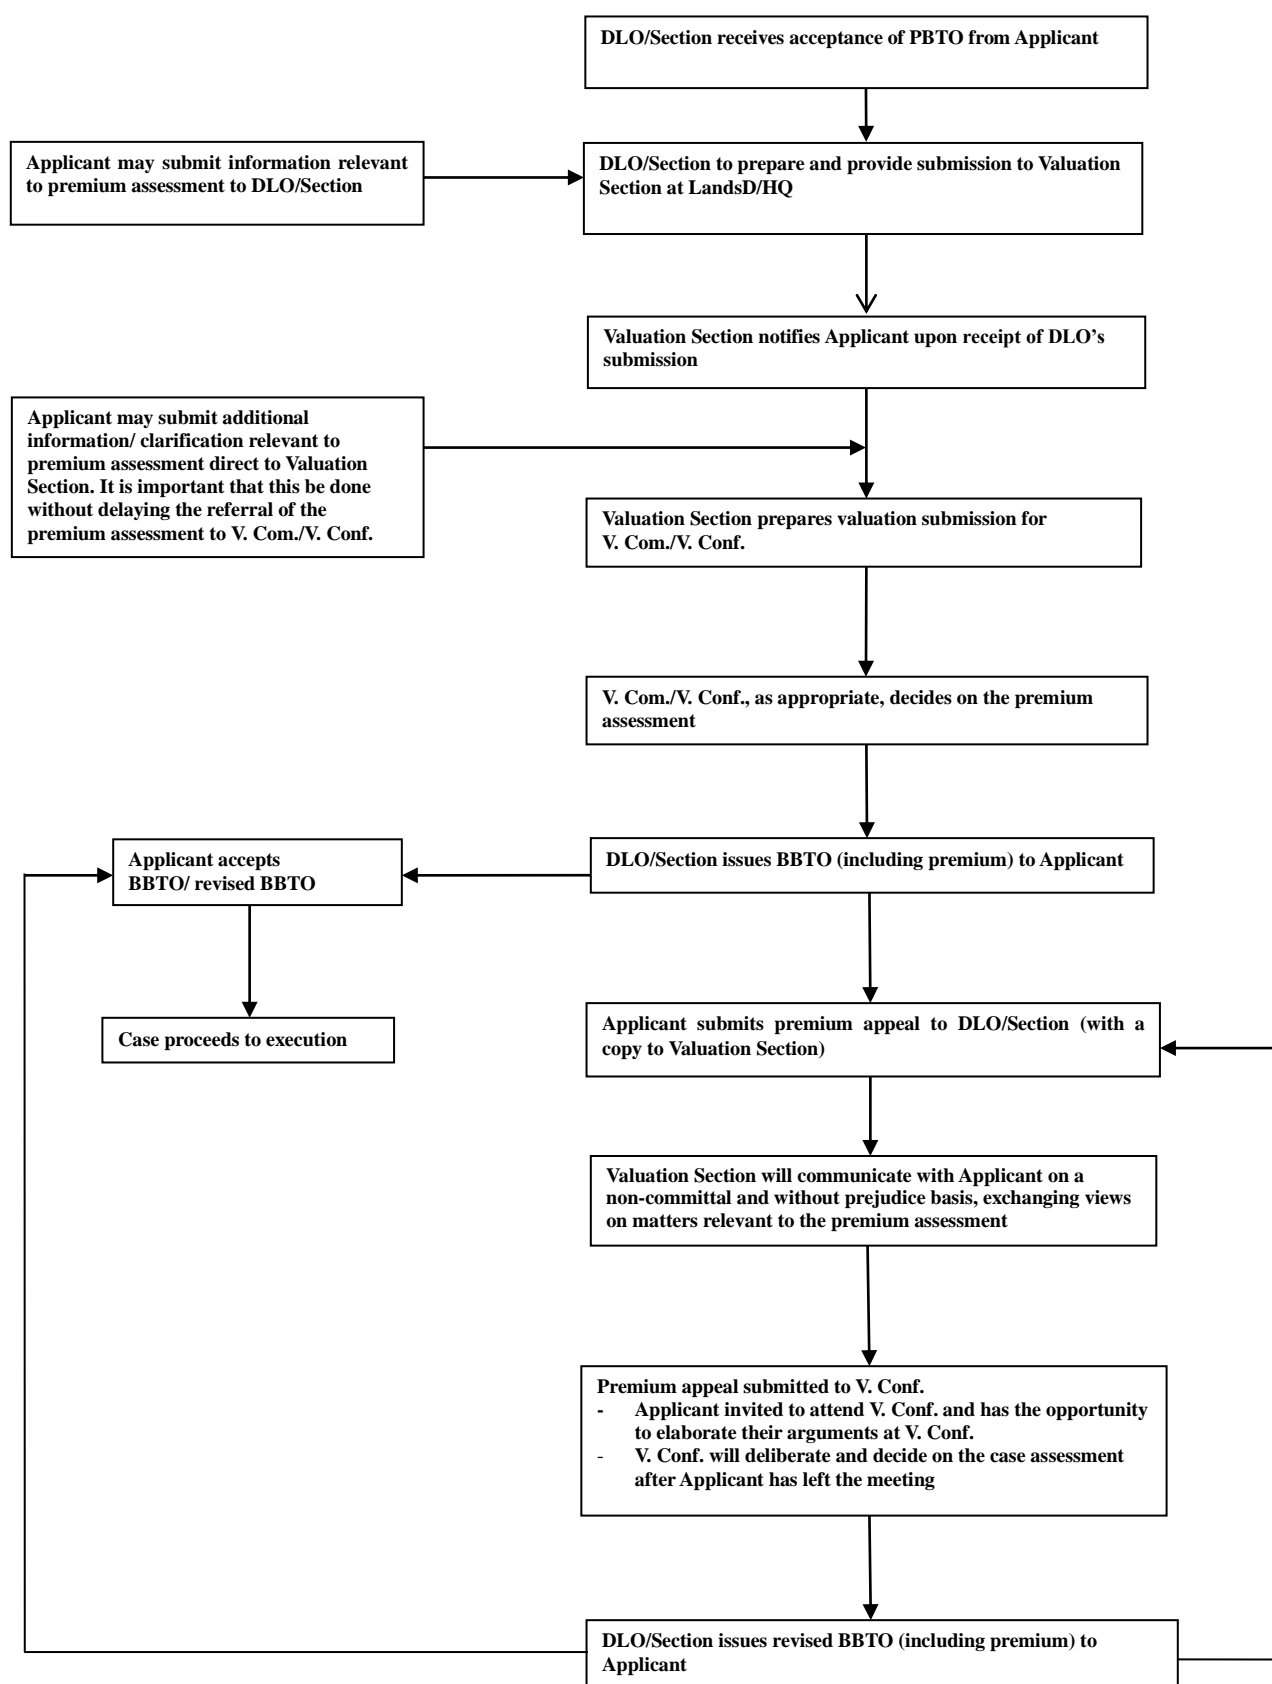 DLO/Section receives acceptance of PBTO from Applicant
Applicant may submit information relevant
to premium assessment to DLO/Section
DLO/Section to prepare and provide submission to Valuation
Section at LandsD/HQ
Valuation Section notifies Applicant upon receipt of DLO’s
submission
Applicant may submit additional
information/ clarification relevant to
premium assessment direct to Valuation
Section. It is important that this be done
without delaying the referral of the
premium assessment to V. Com./V. Conf.
Valuation Section prepares valuation submission for
V. Com./V. Conf.
V. Com./V. Conf., as appropriate, decides on the premium
assessment
Applicant accepts
BBTO/ revised BBTO
DLO/Section issues BBTO (including premium) to Applicant
Case proceeds to execution
Applicant submits premium appeal to DLO/Section (with a
copy to Valuation Section)
Valuation Section will communicate with Applicant on a
non-committal and without prejudice basis, exchanging views
on matters relevant to the premium assessment
Premium appeal submitted to V. Conf.
- Applicant invited to attend V. Conf. and has the opportunity
to elaborate their arguments at V. Conf.
- V. Conf. will deliberate and decide on the case assessment
after Applicant has left the meeting
DLO/Section issues revised BBTO (including premium) to
Applicant